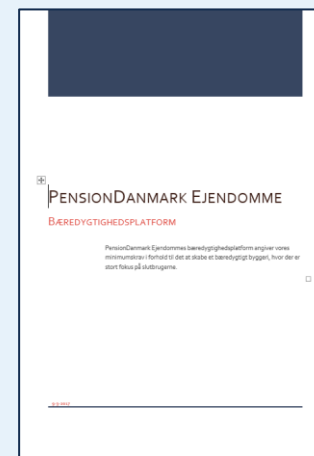 PensionDanmark Ejendomme
Bæredygtighedsplatform
PensionDanmark Ejendommes bæredygtighedsplatform angiver vores
minimumskrav i forhold til det at skabe et bæredygtigt byggeri, hvor der er
stort fokus på slutbrugerne.